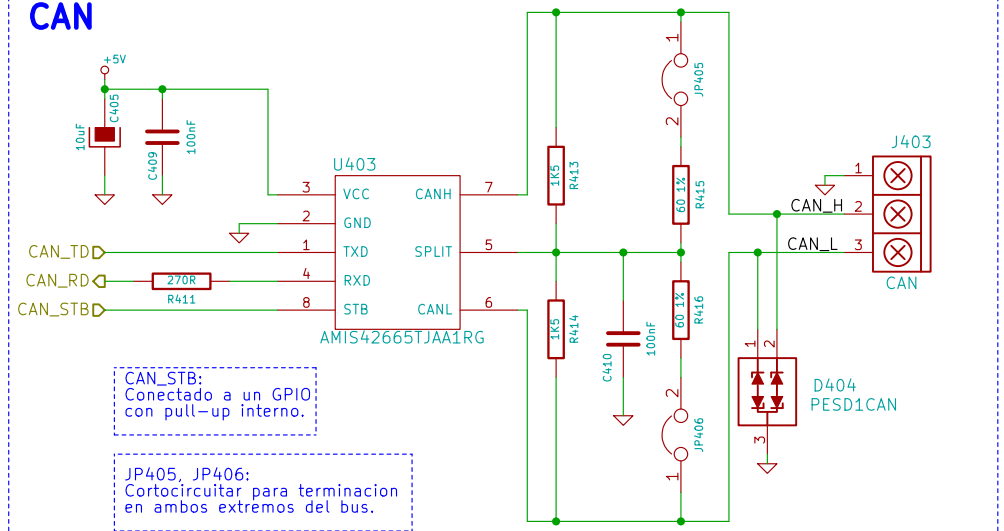 CAN
+5V
C405
10uF
C409
100nF
U403
3 VCC CANH 7
2 GND
1 TXD SPLIT 5
4 RXD
8 STB CANL 6
AMIS42665TJAA1RG
CAN_TD
CAN_RD
270R
R411
CAN_STB
1K5
R413
1
JP405
2
60 1%
R415
1K5
R414
C410
100nF
60 1%
R416
2
JP406
1
J403
1
CAN_H 2
CAN_L 3
CAN
1 2
D404
PESD1CAN
3
CAN_STB:
Conectado a un GPIO
con pull-up interno.
JP405, JP406:
Cortocircuitar para terminacion
en ambos extremos del bus.